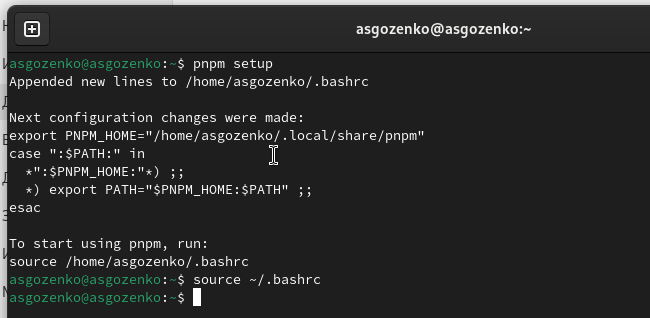 asgozenko@asgozenko:~
asgozenko@asgozenko:~$ pnpm setup
Appended new lines to /home/asgozenko/.bashrc

Next configuration changes were made:
export PNPM_HOME="/home/asgozenko/.local/share/pnpm"
case ":$PATH:" in
  *":$PNPM_HOME:"*) ;;
  *) export PATH="$PNPM_HOME:$PATH" ;;
esac

To start using pnpm, run:
source /home/asgozenko/.bashrc
asgozenko@asgozenko:~$ source ~/.bashrc
asgozenko@asgozenko:~$